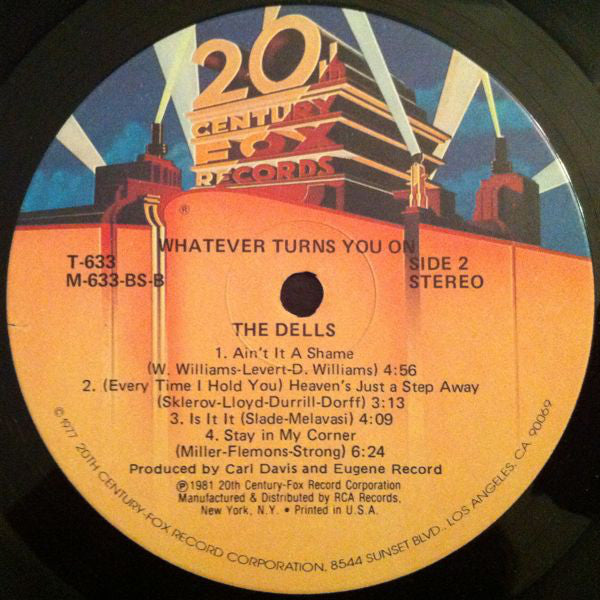 20th
CENTURY
FOX
RECORDS
®
WHATEVER TURNS YOU ON
T-633
M-633-BS-B
SIDE 2
STEREO
THE DELLS
1. Ain't It A Shame
(W. Williams-Levert-D. Williams) 4:56
2. (Every Time I Hold You) Heaven's Just a Step Away
(Sklerov-Lloyd-Durrill-Dorff) 3:13
3. Is It It (Slade-Melavasi) 4:09
4. Stay in My Corner
(Miller-Flemons-Strong) 6:24
Produced by Carl Davis and Eugene Record
℗1981 20th Century-Fox Record Corporation
Manufactured & Distributed by RCA Records,
New York, N.Y. • Printed in U.S.A.
© 1977 20TH CENTURY-FOX RECORD CORPORATION, 8544 SUNSET BLVD., LOS ANGELES, CA 90069